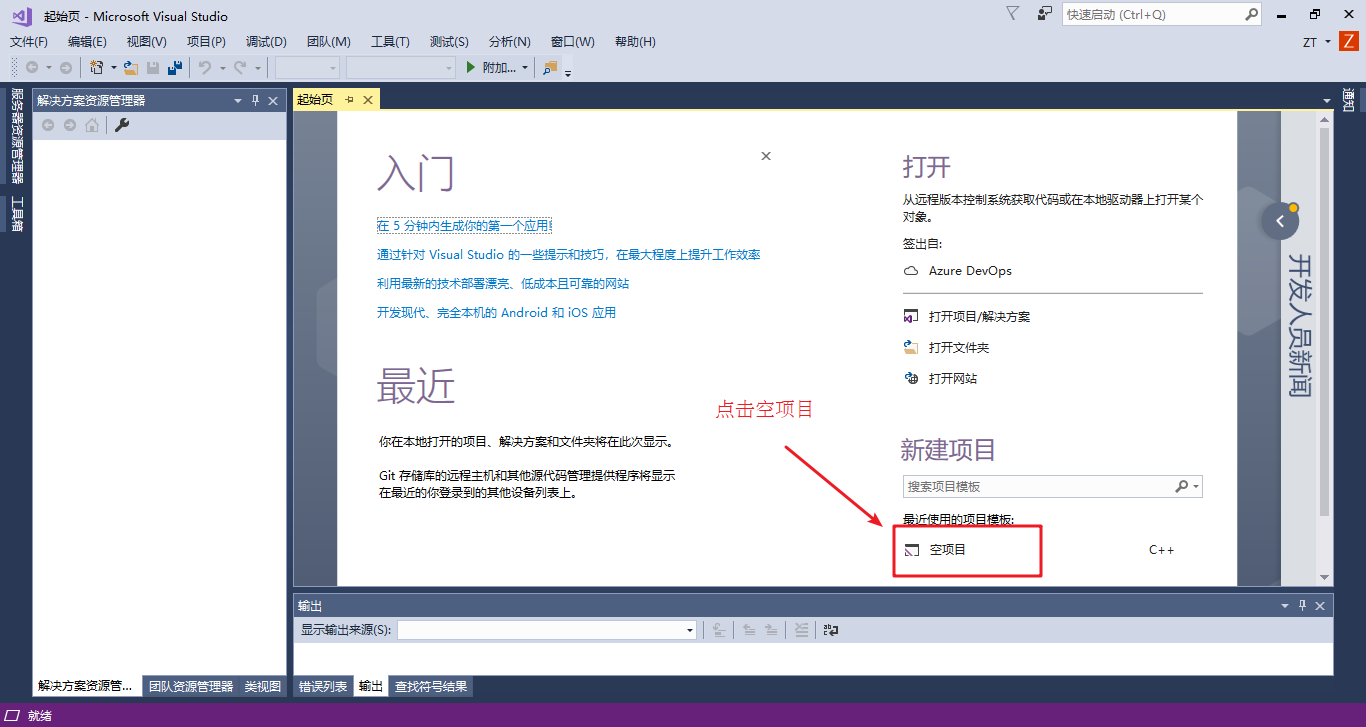 起始页 - Microsoft Visual Studio
快速启动 (Ctrl+Q)
文件(F) 编辑(E) 视图(V) 项目(P) 调试(D) 团队(M) 工具(T) 测试(S) 分析(N) 窗口(W) 帮助(H)
ZT
Z
附加...
服务器资源管理器
工具箱
解决方案资源管理器
起始页
通知
入门
在 5 分钟内生成你的第一个应用!
通过针对 Visual Studio 的一些提示和技巧，在最大程度上提升工作效率
利用最新的技术部署漂亮、低成本且可靠的网站
开发现代、完全本机的 Android 和 iOS 应用
最近
你在本地打开的项目、解决方案和文件夹将在此次显示。
Git 存储库的远程主机和其他源代码管理提供程序将显示
在最近的你登录到的其他设备列表上。
点击空项目
打开
从远程版本控制系统获取代码或在本地驱动器上打开某个
对象。
签出自:
Azure DevOps
打开项目/解决方案
打开文件夹
打开网站
新建项目
搜索项目模板
最近使用的项目模板:
空项目
C++
开发人员新闻
输出
显示输出来源(S):
解决方案资源管... 团队资源管理器 类视图
错误列表 输出 查找符号结果
就绪